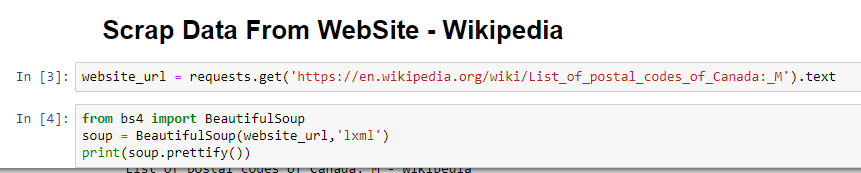 Scrap Data From WebSite - Wikipedia
In [3]: website_url = requests.get('https://en.wikipedia.org/wiki/List_of_postal_codes_of_Canada:_M').text
In [4]: from bs4 import BeautifulSoup
soup = BeautifulSoup(website_url,'lxml')
print(soup.prettify())
List of postal codes of Canada: M - Wikipedia